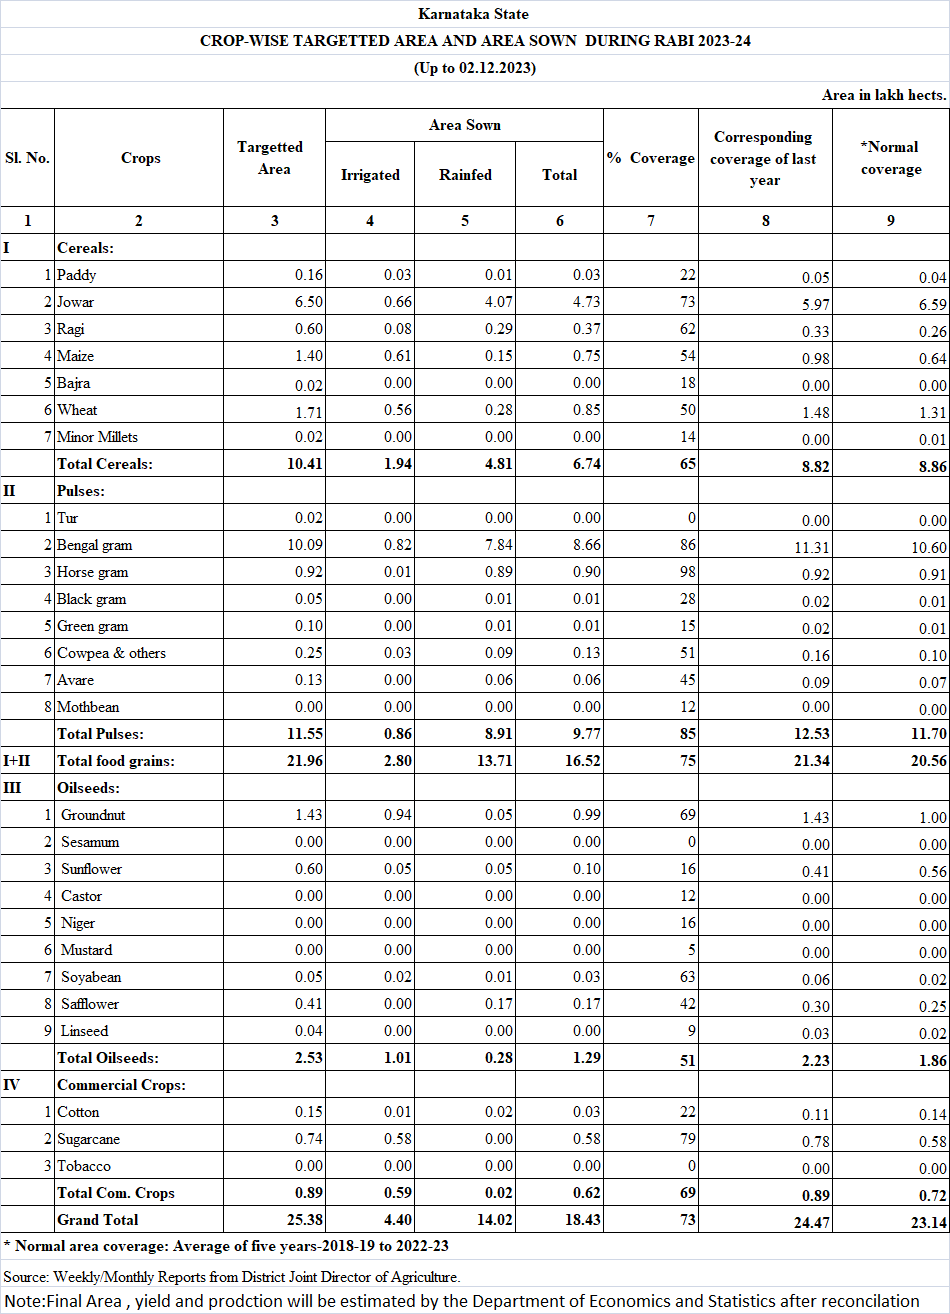 Karnataka State
CROP-WISE TARGETTED AREA AND AREA SOWN DURING RABI 2023-24
(Up to 02.12.2023)
Area in lakh hects.
Sl. No. Crops Targetted Area Area Sown % Coverage Corresponding coverage of last year *Normal coverage
Irrigated Rainfed Total
1 2 3 4 5 6 7 8 9
I Cereals:
1 Paddy 0.16 0.03 0.01 0.03 22 0.05 0.04
2 Jowar 6.50 0.66 4.07 4.73 73 5.97 6.59
3 Ragi 0.60 0.08 0.29 0.37 62 0.33 0.26
4 Maize 1.40 0.61 0.15 0.75 54 0.98 0.64
5 Bajra 0.02 0.00 0.00 0.00 18 0.00 0.00
6 Wheat 1.71 0.56 0.28 0.85 50 1.48 1.31
7 Minor Millets 0.02 0.00 0.00 0.00 14 0.00 0.01
Total Cereals: 10.41 1.94 4.81 6.74 65 8.82 8.86
II Pulses:
1 Tur 0.02 0.00 0.00 0.00 0 0.00 0.00
2 Bengal gram 10.09 0.82 7.84 8.66 86 11.31 10.60
3 Horse gram 0.92 0.01 0.89 0.90 98 0.92 0.91
4 Black gram 0.05 0.00 0.01 0.01 28 0.02 0.01
5 Green gram 0.10 0.00 0.01 0.01 15 0.02 0.01
6 Cowpea & others 0.25 0.03 0.09 0.13 51 0.16 0.10
7 Avare 0.13 0.00 0.06 0.06 45 0.09 0.07
8 Mothbean 0.00 0.00 0.00 0.00 12 0.00 0.00
Total Pulses: 11.55 0.86 8.91 9.77 85 12.53 11.70
I+II Total food grains: 21.96 2.80 13.71 16.52 75 21.34 20.56
III Oilseeds:
1 Groundnut 1.43 0.94 0.05 0.99 69 1.43 1.00
2 Sesamum 0.00 0.00 0.00 0.00 0 0.00 0.00
3 Sunflower 0.60 0.05 0.05 0.10 16 0.41 0.56
4 Castor 0.00 0.00 0.00 0.00 12 0.00 0.00
5 Niger 0.00 0.00 0.00 0.00 16 0.00 0.00
6 Mustard 0.00 0.00 0.00 0.00 5 0.00 0.00
7 Soyabean 0.05 0.02 0.01 0.03 63 0.06 0.02
8 Safflower 0.41 0.00 0.17 0.17 42 0.30 0.25
9 Linseed 0.04 0.00 0.00 0.00 9 0.03 0.02
Total Oilseeds: 2.53 1.01 0.28 1.29 51 2.23 1.86
IV Commercial Crops:
1 Cotton 0.15 0.01 0.02 0.03 22 0.11 0.14
2 Sugarcane 0.74 0.58 0.00 0.58 79 0.78 0.58
3 Tobacco 0.00 0.00 0.00 0.00 0 0.00 0.00
Total Com. Crops 0.89 0.59 0.02 0.62 69 0.89 0.72
Grand Total 25.38 4.40 14.02 18.43 73 24.47 23.14
* Normal area coverage: Average of five years-2018-19 to 2022-23
Source: Weekly/Monthly Reports from District Joint Director of Agriculture.
Note:Final Area , yield and prodction will be estimated by the Department of Economics and Statistics after reconcilation